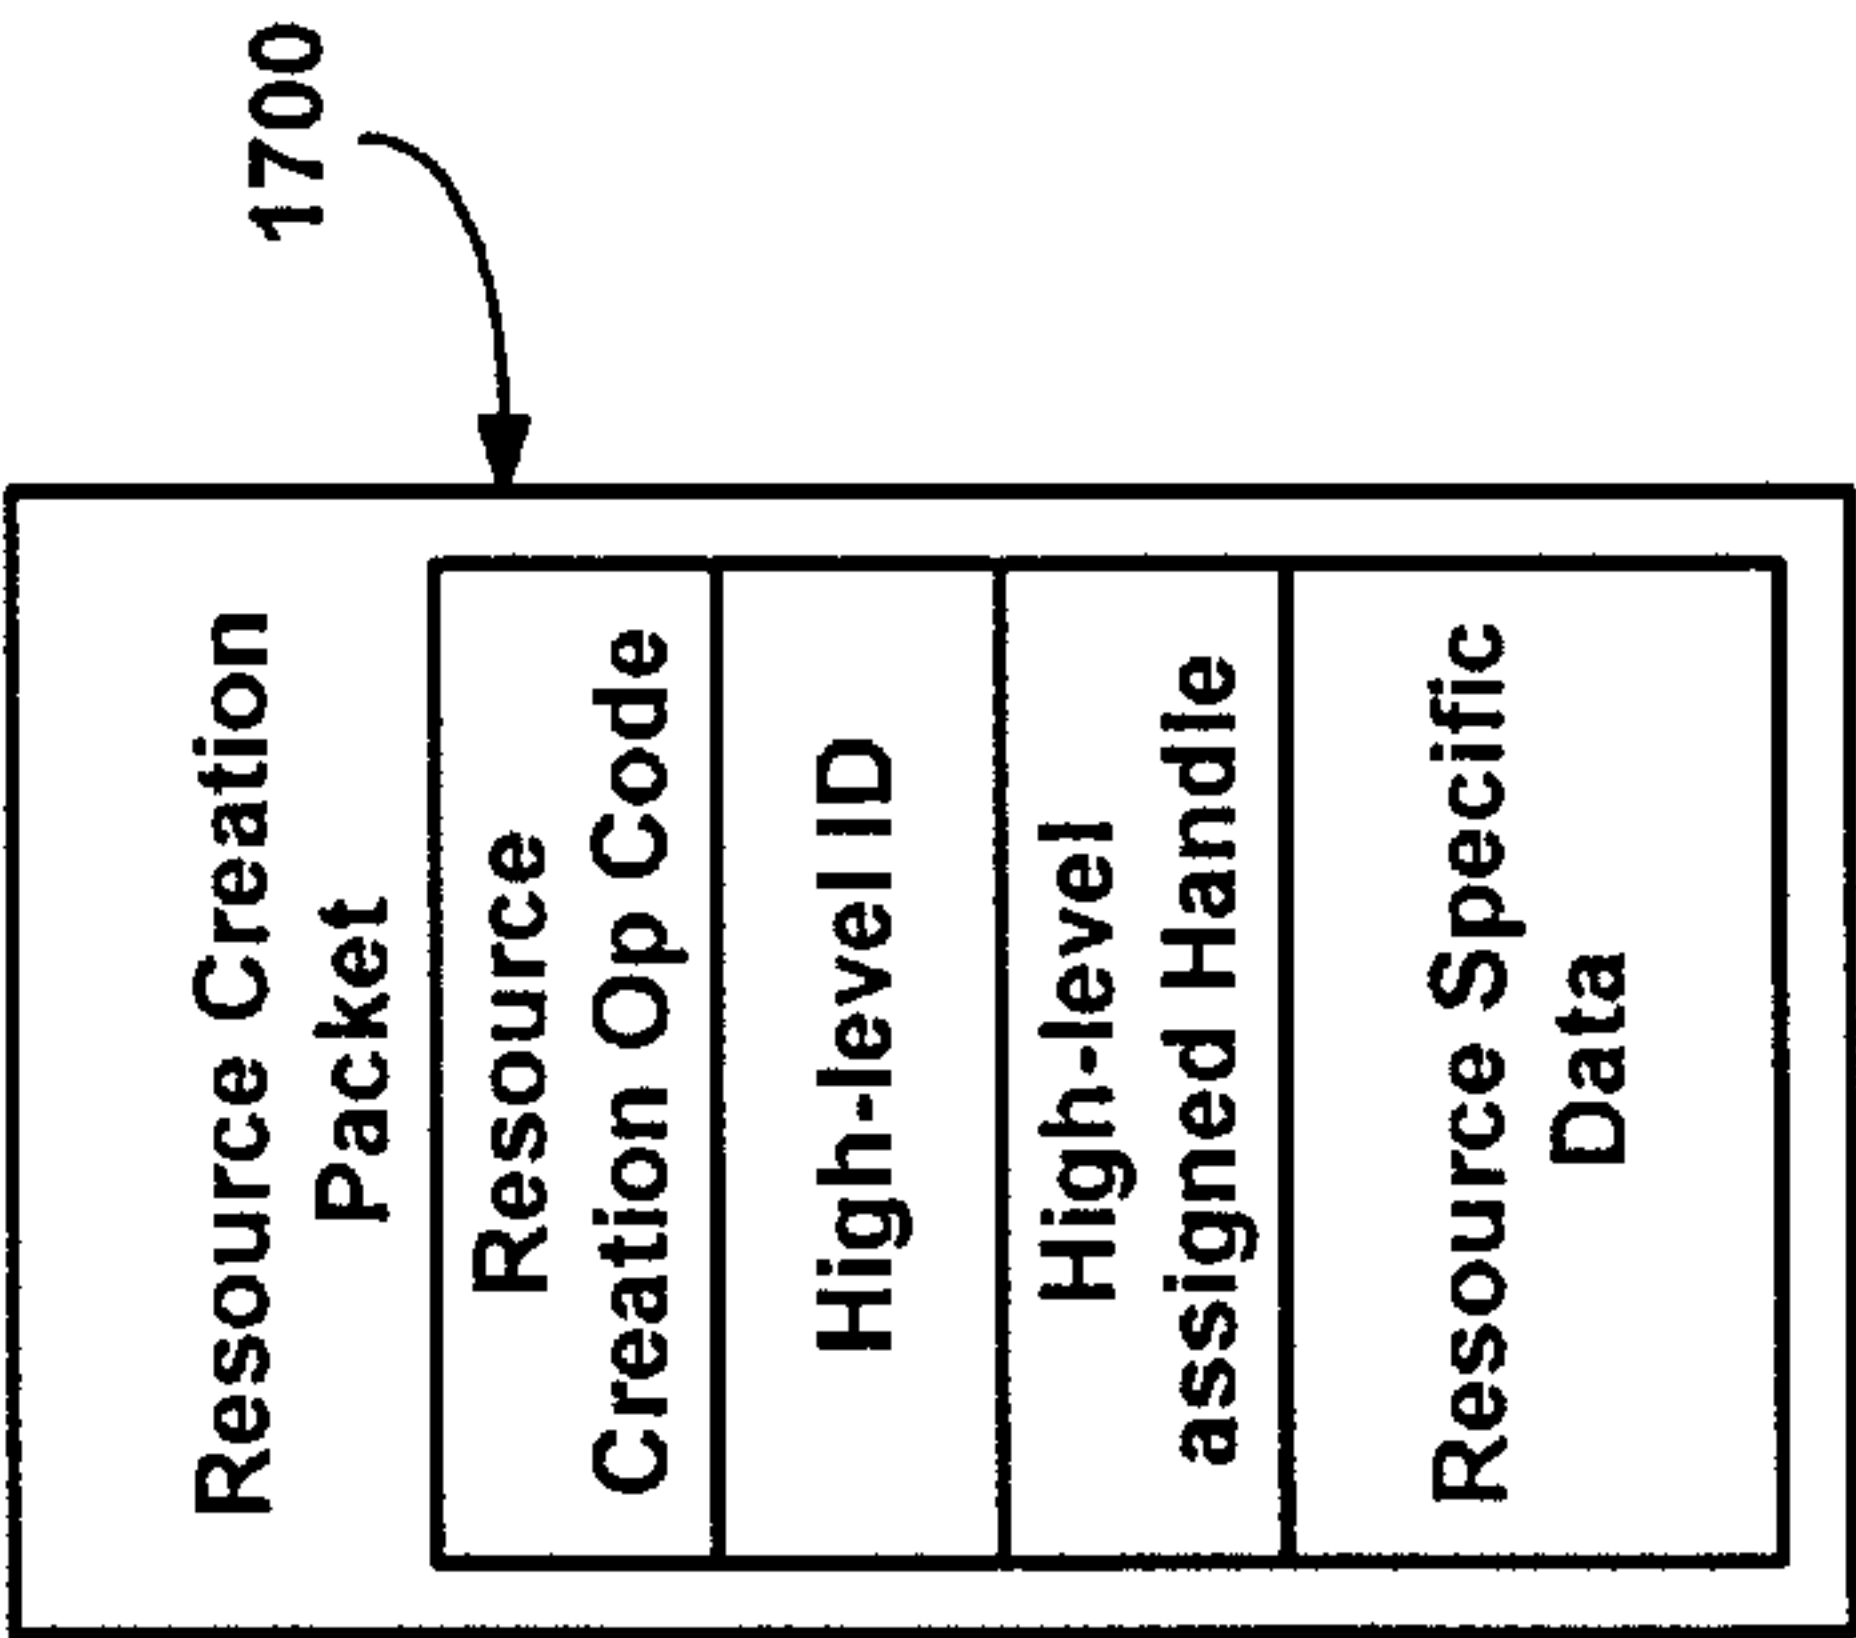 1700
Resource Creation
Packet
Resource
Creation Op Code
High-level ID
High-level
assigned Handle
Resource Specific
Data